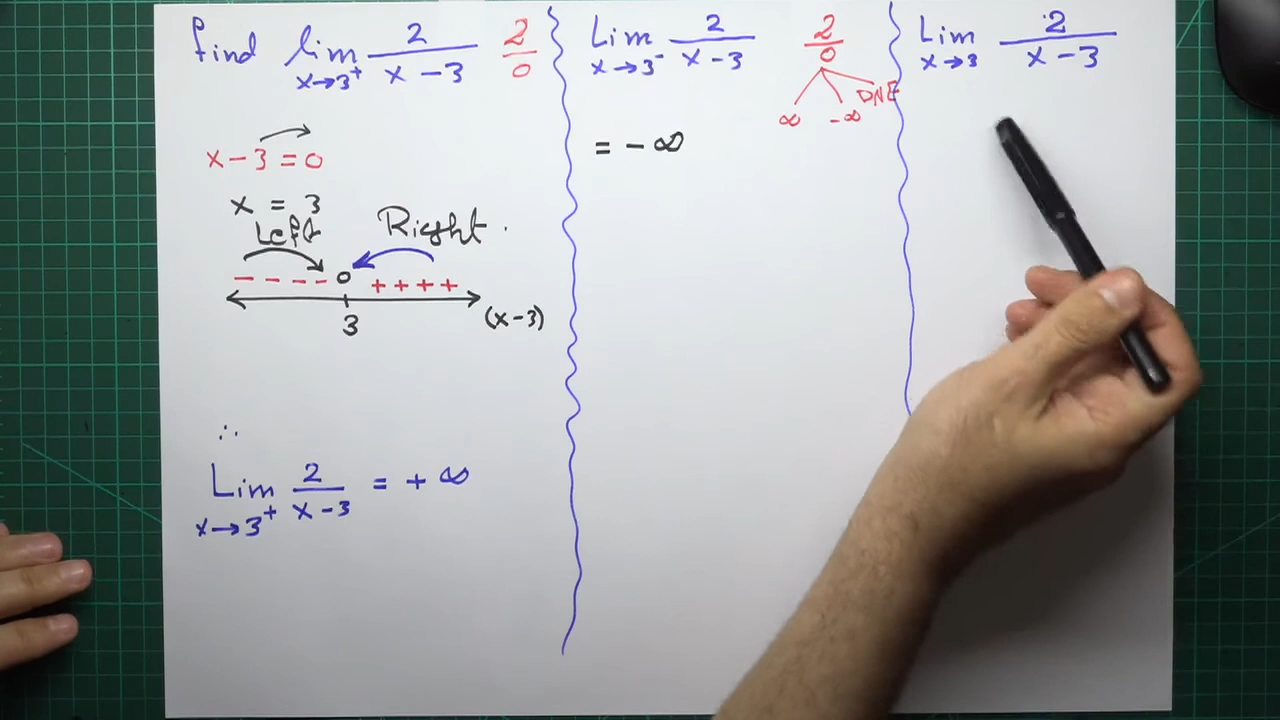 find lim x→3⁺ 2/(x-3) 2/0
x-3=0
x = 3
Left Right.
- - - - 0 + + + +
3 (x-3)
∴
Lim x→3⁺ 2/(x-3) = + ∞
Lim x→3⁻ 2/(x-3) 2/0
∞ -∞ DNE
= - ∞
Lim x→3 2/(x-3)